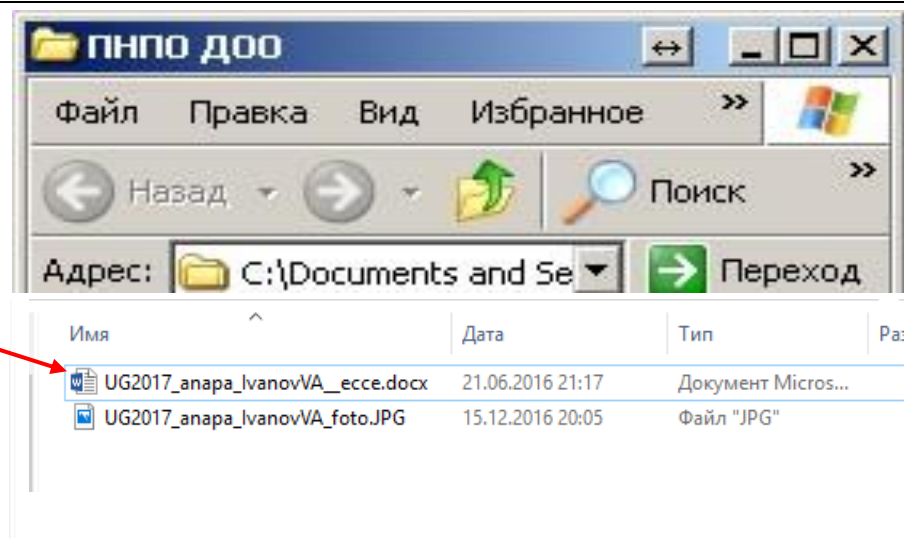 ПНПО ДОО
Файл Правка Вид Избранное »
Назад Поиск »
Адрес: C:\Documents and Se Переход
Имя Дата Тип Раз
UG2017_anapa_IvanovVA__ecce.docx 21.06.2016 21:17 Документ Micros...
UG2017_anapa_IvanovVA_foto.JPG 15.12.2016 20:05 Файл "JPG"